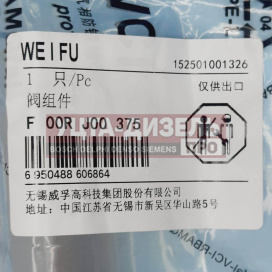 WEIFU
152501001326
1 只/Pc
仅供出口
阀组件
F 00R J00 375
6 950488 606864
无锡威孚高科技集团股份有限公司
地址：中国江苏省无锡市新吴区华山路5号